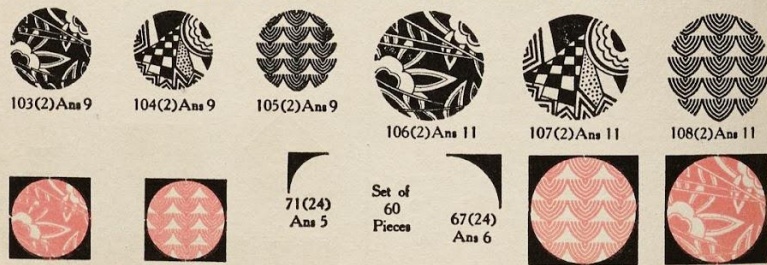 103(2)Ans 9
104(2)Ans 9
105(2)Ans 9
106(2)Ans 11
107(2)Ans 11
108(2)Ans 11
71(24)
Ans 5
Set of
60
Pieces
67(24)
Ans 6